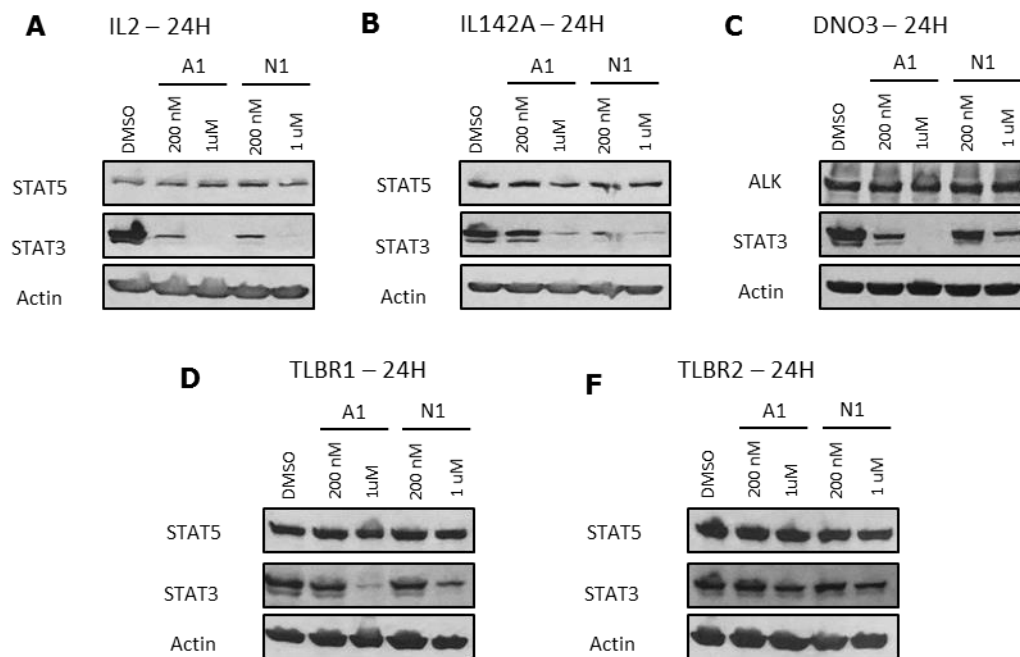 A IL2 – 24H
A1 N1
DMSO 200 nM 1uM 200 nM 1 uM
STAT5
STAT3
Actin
B IL142A – 24H
A1 N1
DMSO 200 nM 1uM 200 nM 1 uM
STAT5
STAT3
Actin
C DNO3 – 24H
A1 N1
DMSO 200 nM 1uM 200 nM 1 uM
ALK
STAT3
Actin
D TLBR1 – 24H
A1 N1
DMSO 200 nM 1uM 200 nM 1 uM
STAT5
STAT3
Actin
F TLBR2 – 24H
A1 N1
DMSO 200 nM 1uM 200 nM 1 uM
STAT5
STAT3
Actin